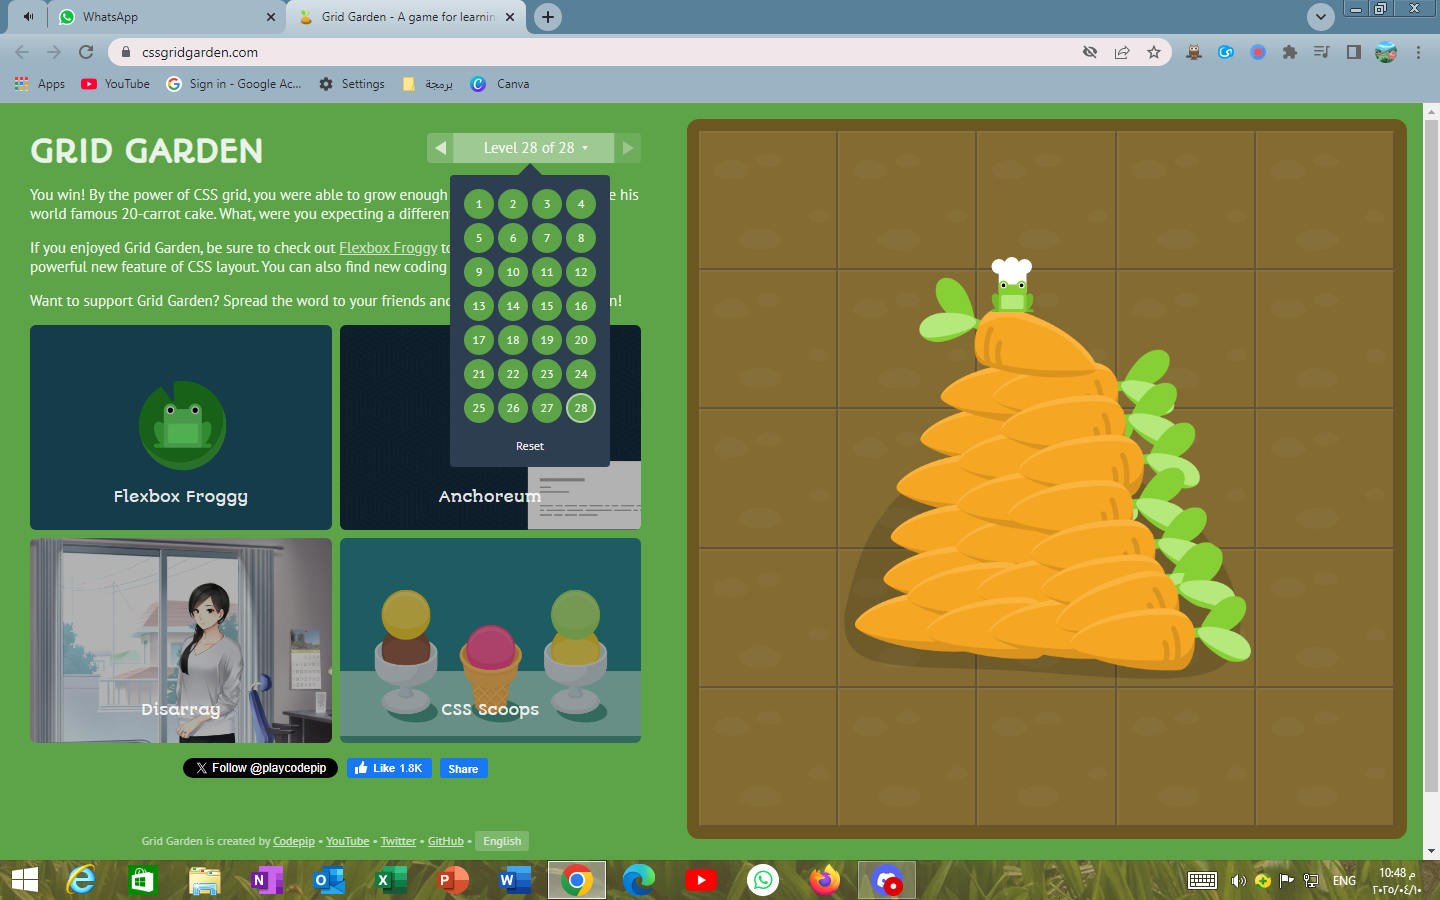 WhatsApp
Grid Garden - A game for learnin
cssgridgarden.com
Apps
YouTube
Sign in - Google Ac...
Settings
برمجة
Canva
GRID GARDEN
Level 28 of 28
You win! By the power of CSS grid, you were able to grow enough
e his
world famous 20-carrot cake. What, were you expecting a different
If you enjoyed Grid Garden, be sure to check out Flexbox Froggy to
powerful new feature of CSS layout. You can also find new coding
Want to support Grid Garden? Spread the word to your friends and
n!
1 2 3 4
5 6 7 8
9 10 11 12
13 14 15 16
17 18 19 20
21 22 23 24
25 26 27 28
Reset
Flexbox Froggy
Anchoreum
Disarray
CSS Scoops
Follow @playcodepip
Like 1.8K
Share
Grid Garden is created by Codepip • YouTube • Twitter • GitHub • English
ENG
10:48 م
٢٠٢٥/٠٤/١٠